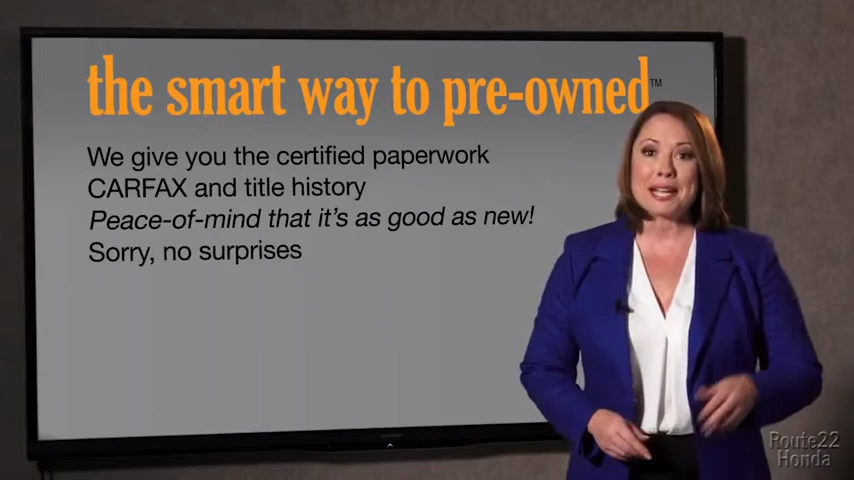 the smart way to pre-owned™
We give you the certified paperwork
CARFAX and title history
Peace-of-mind that it's as good as new!
Sorry, no surprises
Route22
Honda